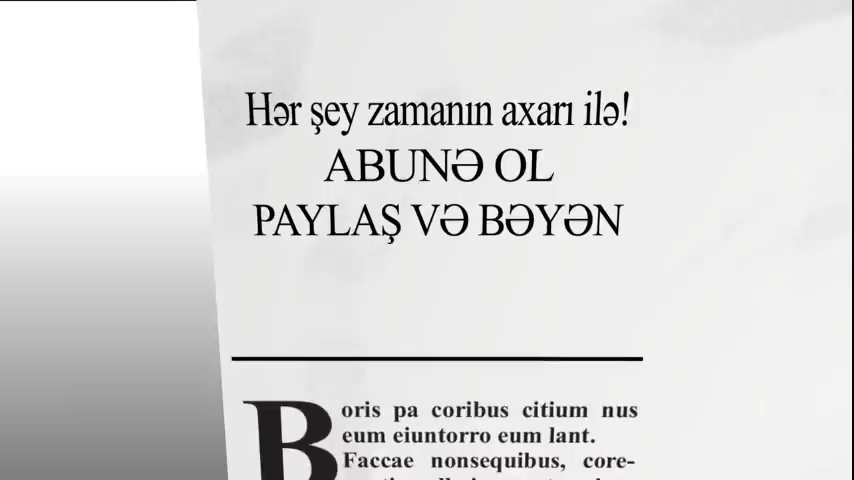 Hər şey zamanın axarı ilə!
ABUNƏ OL
PAYLAŞ VƏ BƏYƏN
Boris pa coribus citium nus
eum eiuntorro eum lant.
Faccae nonsequibus, core-